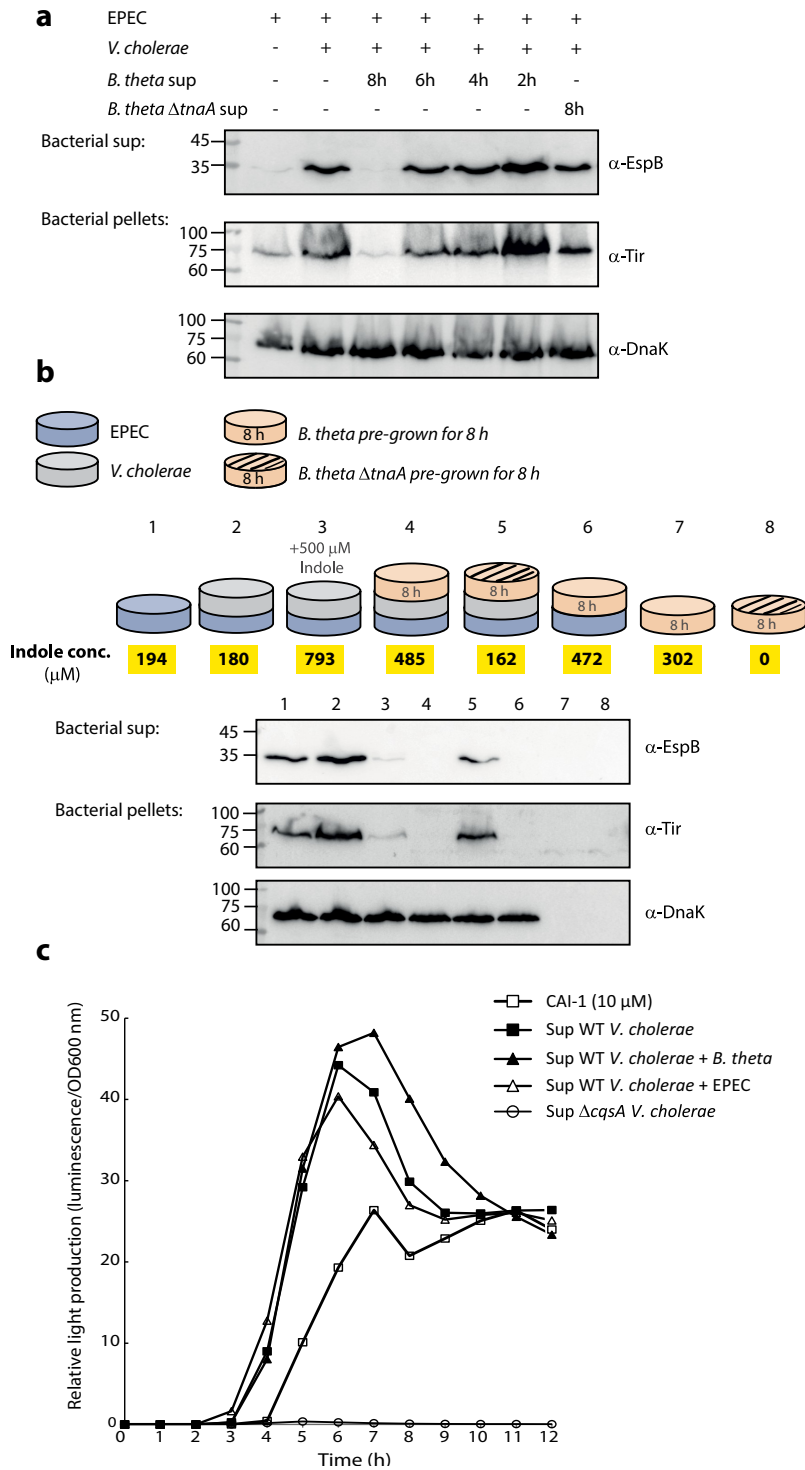 a
EPEC + + + + + + +
V. cholerae - + + + + + +
B. theta sup - - 8h 6h 4h 2h -
B. theta ΔtnaA sup - - - - - - 8h
Bacterial sup:
45
35
α-EspB
Bacterial pellets:
100
75
60
α-Tir
100
75
60
α-DnaK
b
EPEC
8 h B. theta pre-grown for 8 h
V. cholerae
8 h B. theta ΔtnaA pre-grown for 8 h
1 2 3 4 5 6 7 8
+500 μM
Indole
8 h 8 h 8 h 8 h 8 h
Indole conc. 194 180 793 485 162 472 302 0
(μM)
1 2 3 4 5 6 7 8
Bacterial sup:
45
35
α-EspB
Bacterial pellets:
100
75
60
α-Tir
100
75
60
α-DnaK
c
50
40
30
20
10
0
Relative light production (luminescence/OD600 nm)
CAI-1 (10 μM)
Sup WT V. cholerae
Sup WT V. cholerae + B. theta
Sup WT V. cholerae + EPEC
Sup ΔcqsA V. cholerae
0 1 2 3 4 5 6 7 8 9 10 11 12
Time (h)